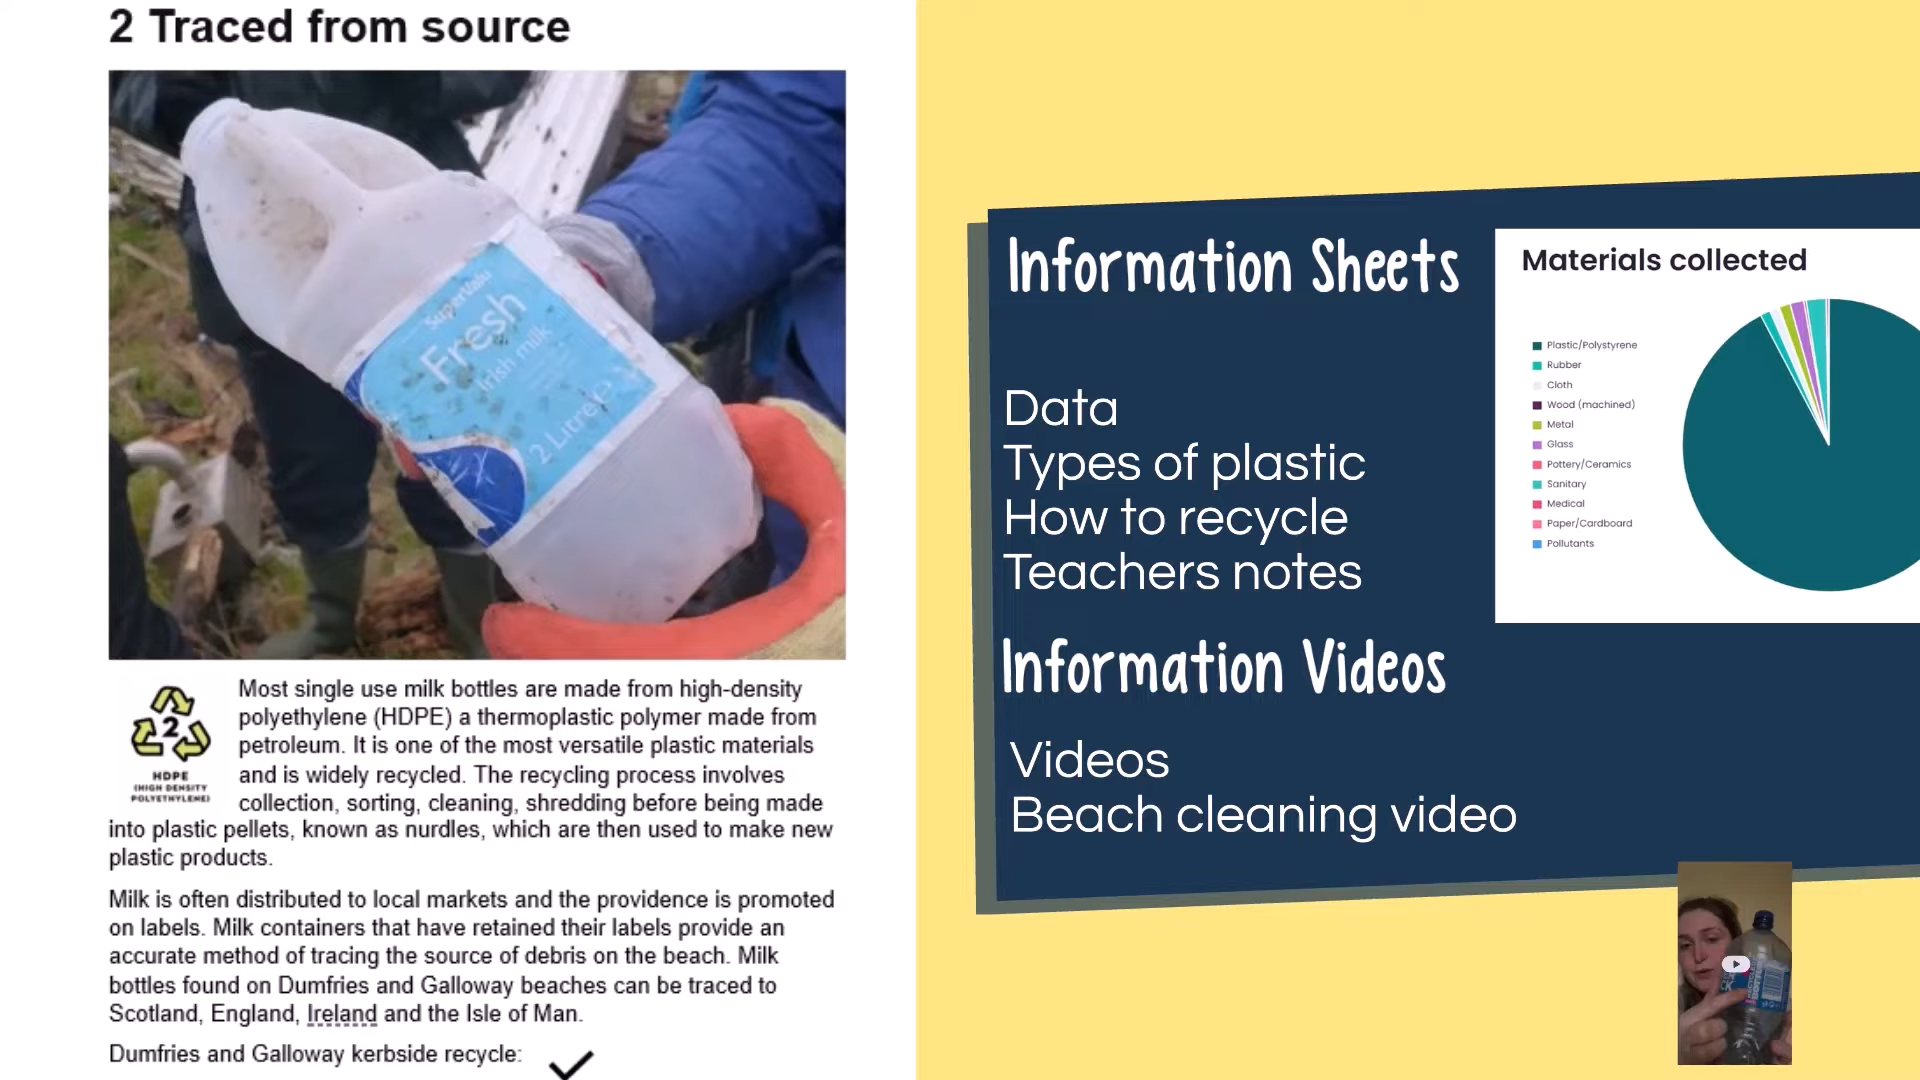 2 Traced from source
SuperValu
Fresh
Irish milk
2 Litre
2
HDPE
(HIGH DENSITY
POLYETHYLENE)
Most single use milk bottles are made from high-density
polyethylene (HDPE) a thermoplastic polymer made from
petroleum. It is one of the most versatile plastic materials
and is widely recycled. The recycling process involves
collection, sorting, cleaning, shredding before being made
into plastic pellets, known as nurdles, which are then used to make new
plastic products.
Milk is often distributed to local markets and the providence is promoted
on labels. Milk containers that have retained their labels provide an
accurate method of tracing the source of debris on the beach. Milk
bottles found on Dumfries and Galloway beaches can be traced to
Scotland, England, Ireland and the Isle of Man.
Dumfries and Galloway kerbside recycle:
Information Sheets
Data
Types of plastic
How to recycle
Teachers notes
Information Videos
Videos
Beach cleaning video
Materials collected
Plastic/Polystyrene
Rubber
Cloth
Wood (machined)
Metal
Glass
Pottery/Ceramics
Sanitary
Medical
Paper/Cardboard
Pollutants